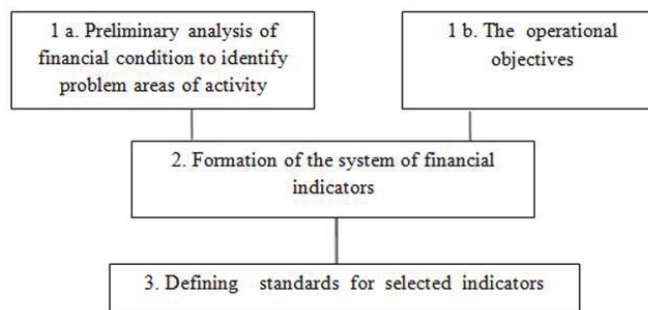 1 a. Preliminary analysis of
financial condition to identify
problem areas of activity
1 b. The operational
objectives
2. Formation of the system of financial
indicators
3. Defining standards for selected indicators